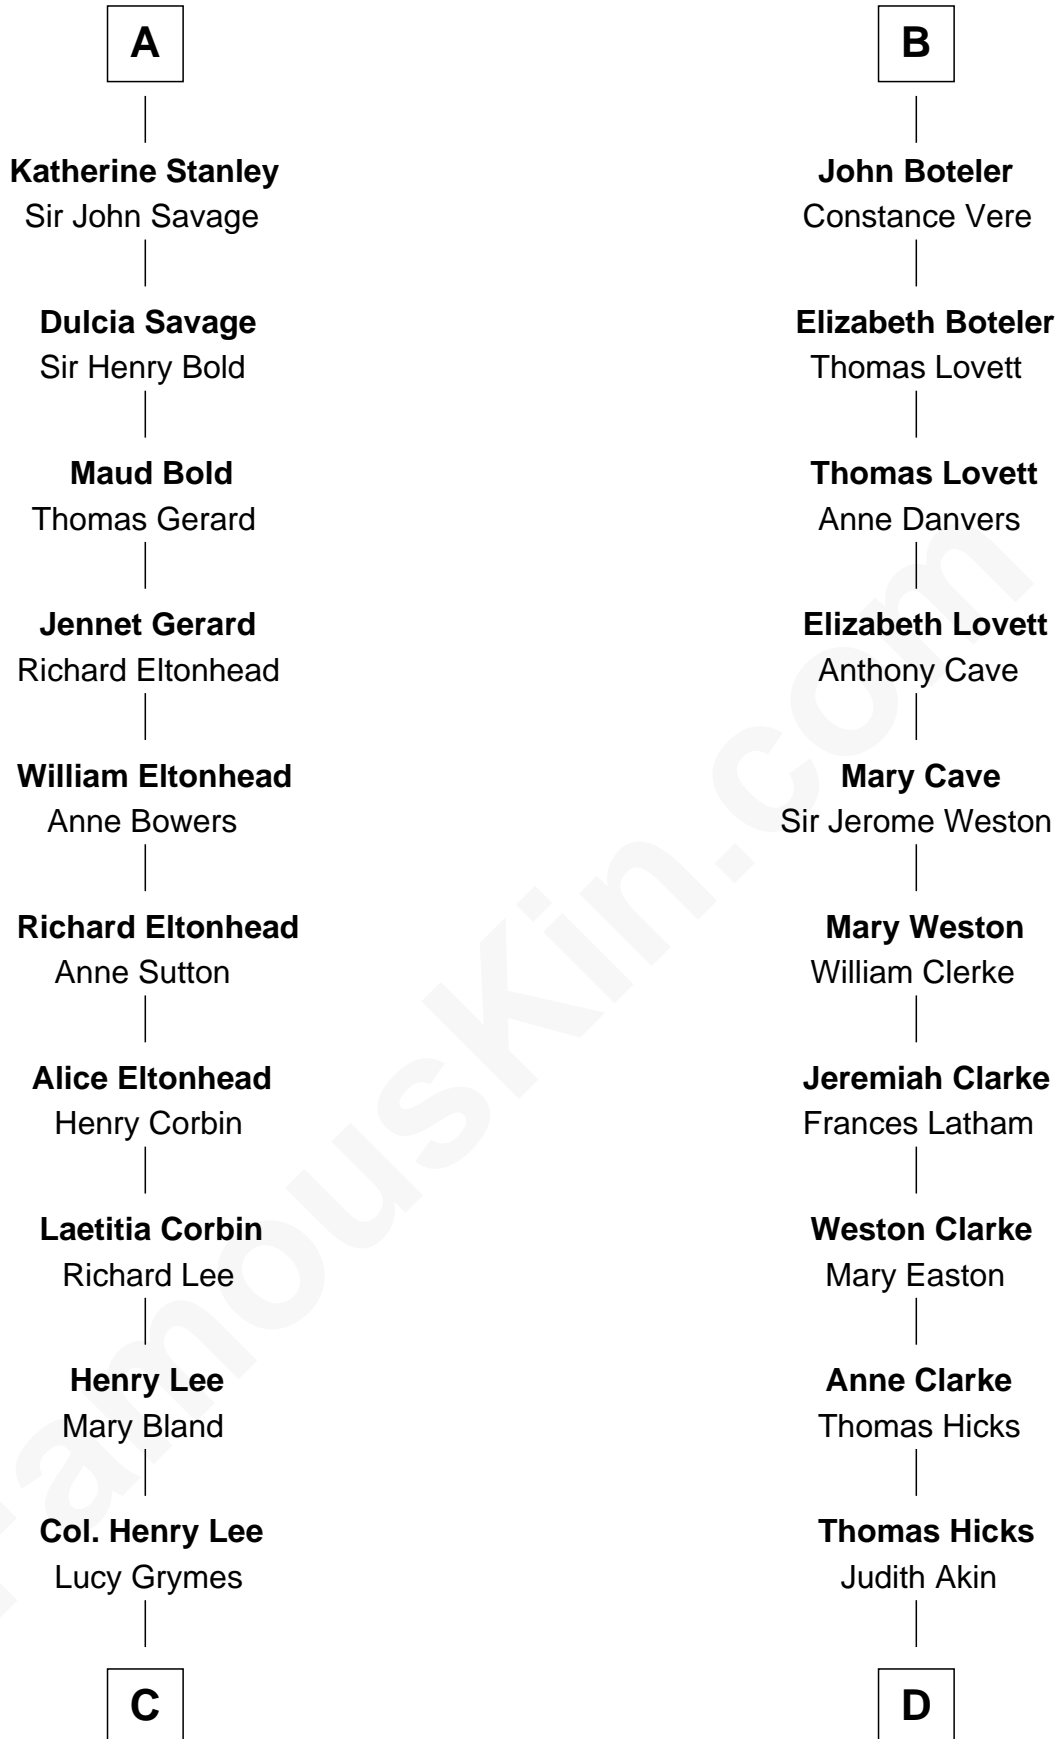 A
Katherine Stanley
Sir John Savage
Dulcia Savage
Sir Henry Bold
Maud Bold
Thomas Gerard
Jennet Gerard
Richard Eltonhead
William Eltonhead
Anne Bowers
Richard Eltonhead
Anne Sutton
Alice Eltonhead
Henry Corbin
Laetitia Corbin
Richard Lee
Henry Lee
Mary Bland
Col. Henry Lee
Lucy Grymes
C
B
John Boteler
Constance Vere
Elizabeth Boteler
Thomas Lovett
Thomas Lovett
Anne Danvers
Elizabeth Lovett
Anthony Cave
Mary Cave
Sir Jerome Weston
Mary Weston
William Clerke
Jeremiah Clarke
Frances Latham
Weston Clarke
Mary Easton
Anne Clarke
Thomas Hicks
Thomas Hicks
Judith Akin
D
FamousKin.com